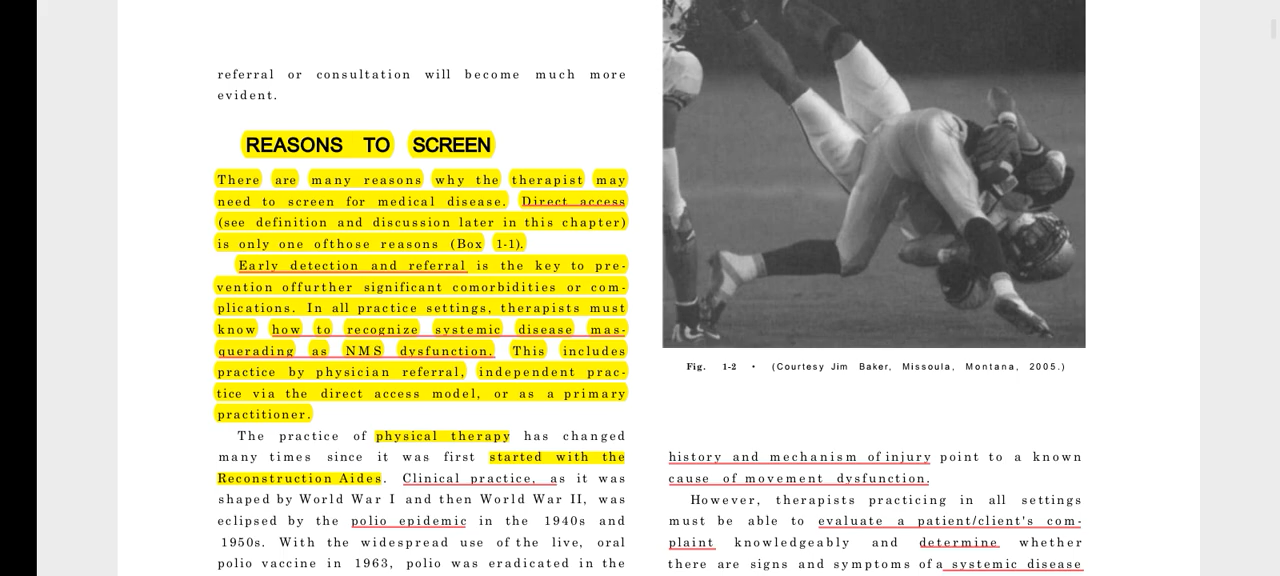 referral or consultation will become much more
evident.
REASONS TO SCREEN
There are many reasons why the therapist may
need to screen for medical disease. Direct access
(see definition and discussion later in this chapter)
is only one ofthose reasons (Box 1-1).
Early detection and referral is the key to pre-
vention offurther significant comorbidities or com-
plications. In all practice settings, therapists must
know how to recognize systemic disease mas-
querading as NMS dysfunction. This includes
practice by physician referral, independent prac-
tice via the direct access model, or as a primary
practitioner.
The practice of physical therapy has changed
many times since it was first started with the
Reconstruction Aides. Clinical practice, as it was
shaped by World War I and then World War II, was
eclipsed by the polio epidemic in the 1940s and
1950s. With the widespread use of the live, oral
polio vaccine in 1963, polio was eradicated in the
Fig. 1-2 • (Courtesy Jim Baker, Missoula, Montana, 2005.)
history and mechanism of injury point to a known
cause of movement dysfunction.
However, therapists practicing in all settings
must be able to evaluate a patient/client's com-
plaint knowledgeably and determine whether
there are signs and symptoms of a systemic disease